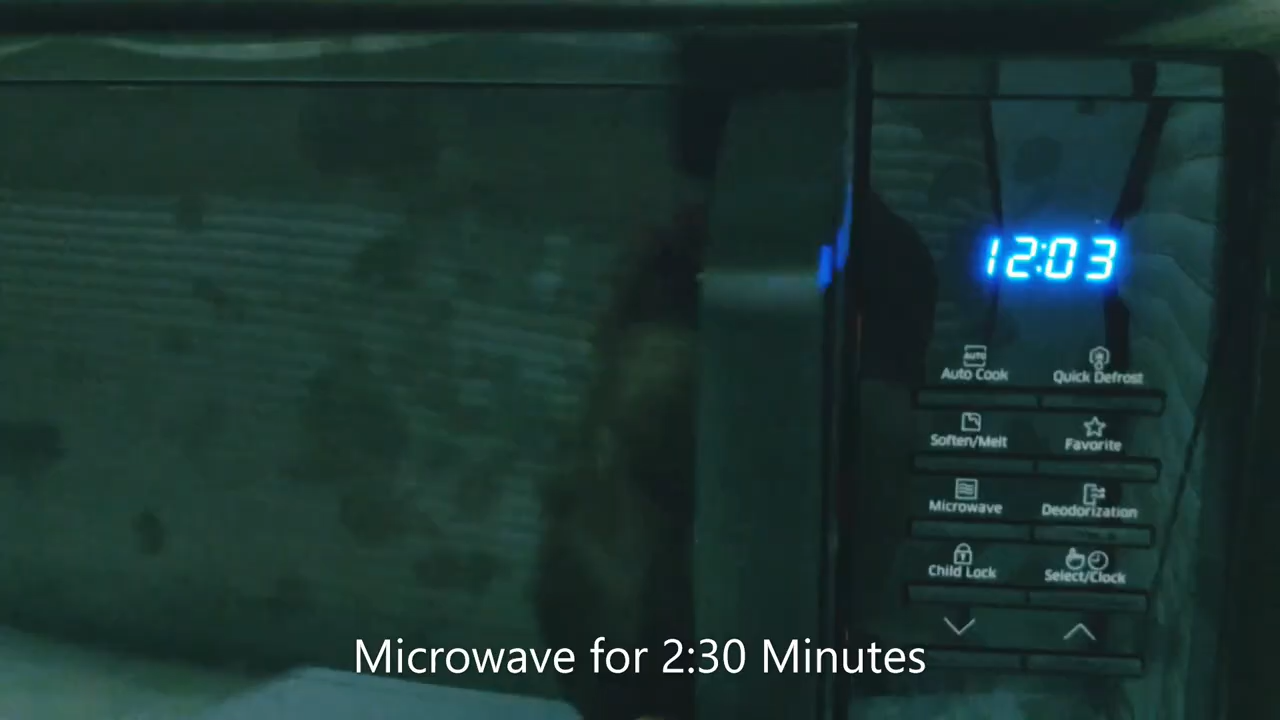 12:03
AUTO
Auto Cook
Quick Defrost
Soften/Melt
Favorite
Microwave
Deodorization
Child Lock
Select/Clock
Microwave for 2:30 Minutes